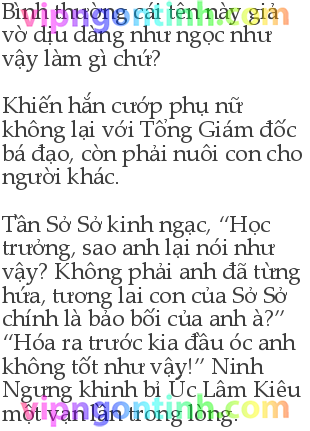 Bình thường cái tên này giả
vờ dịu dàng như ngọc như
vậy làm gì chứ?
Khiến hắn cướp phụ nữ
không lại với Tổng Giám đốc
bá đạo, còn phải nuôi con cho
người khác.
Tần Sở Sở kinh ngạc, “Học
trưởng, sao anh lại nói như
vậy? Không phải anh đã từng
hứa, tương lai con của Sở Sở
chính là bảo bối của anh à?”
“Hóa ra trước kia đầu óc anh
không tốt như vậy!” Ninh
Ngưng khinh bỉ Úc Lâm Kiêu
một vạn lần trong lòng.
vipngontinh.com
vipngontinh.com